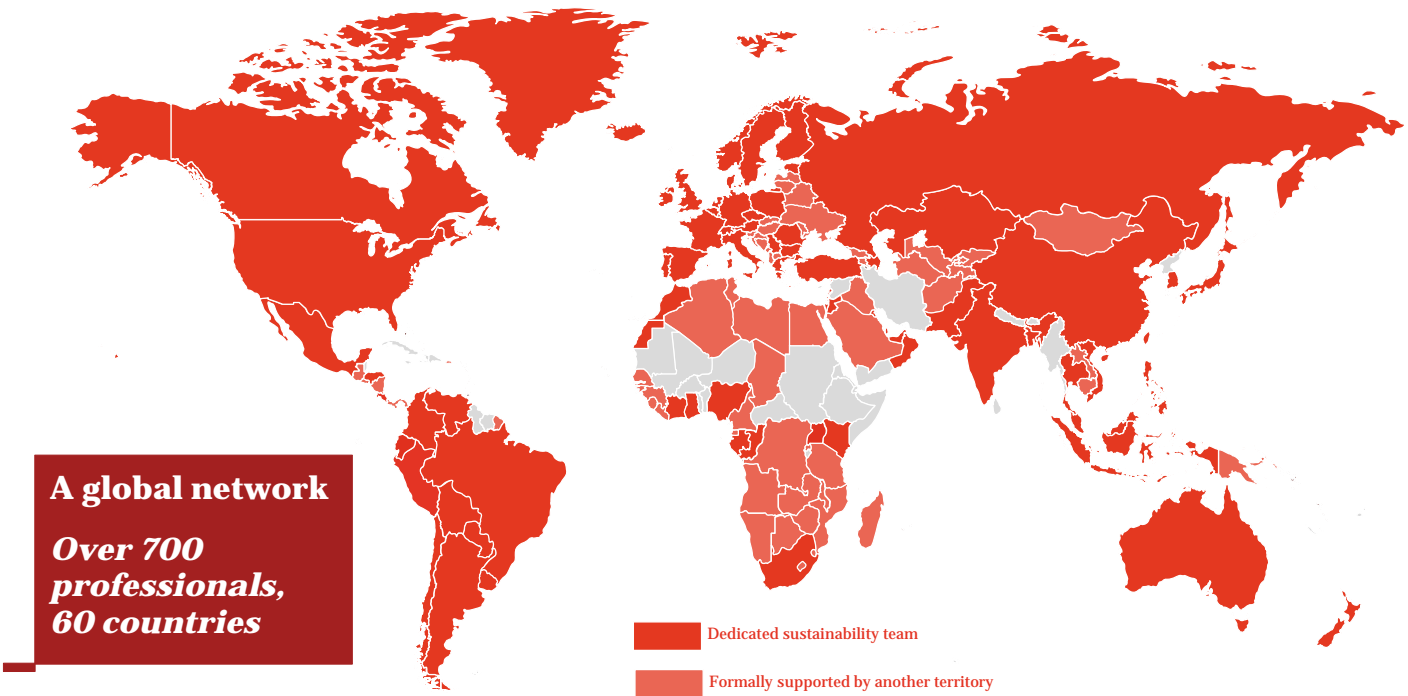 A global network
Over 700
professionals,
60 countries
Dedicated sustainability team
Formally supported by another territory